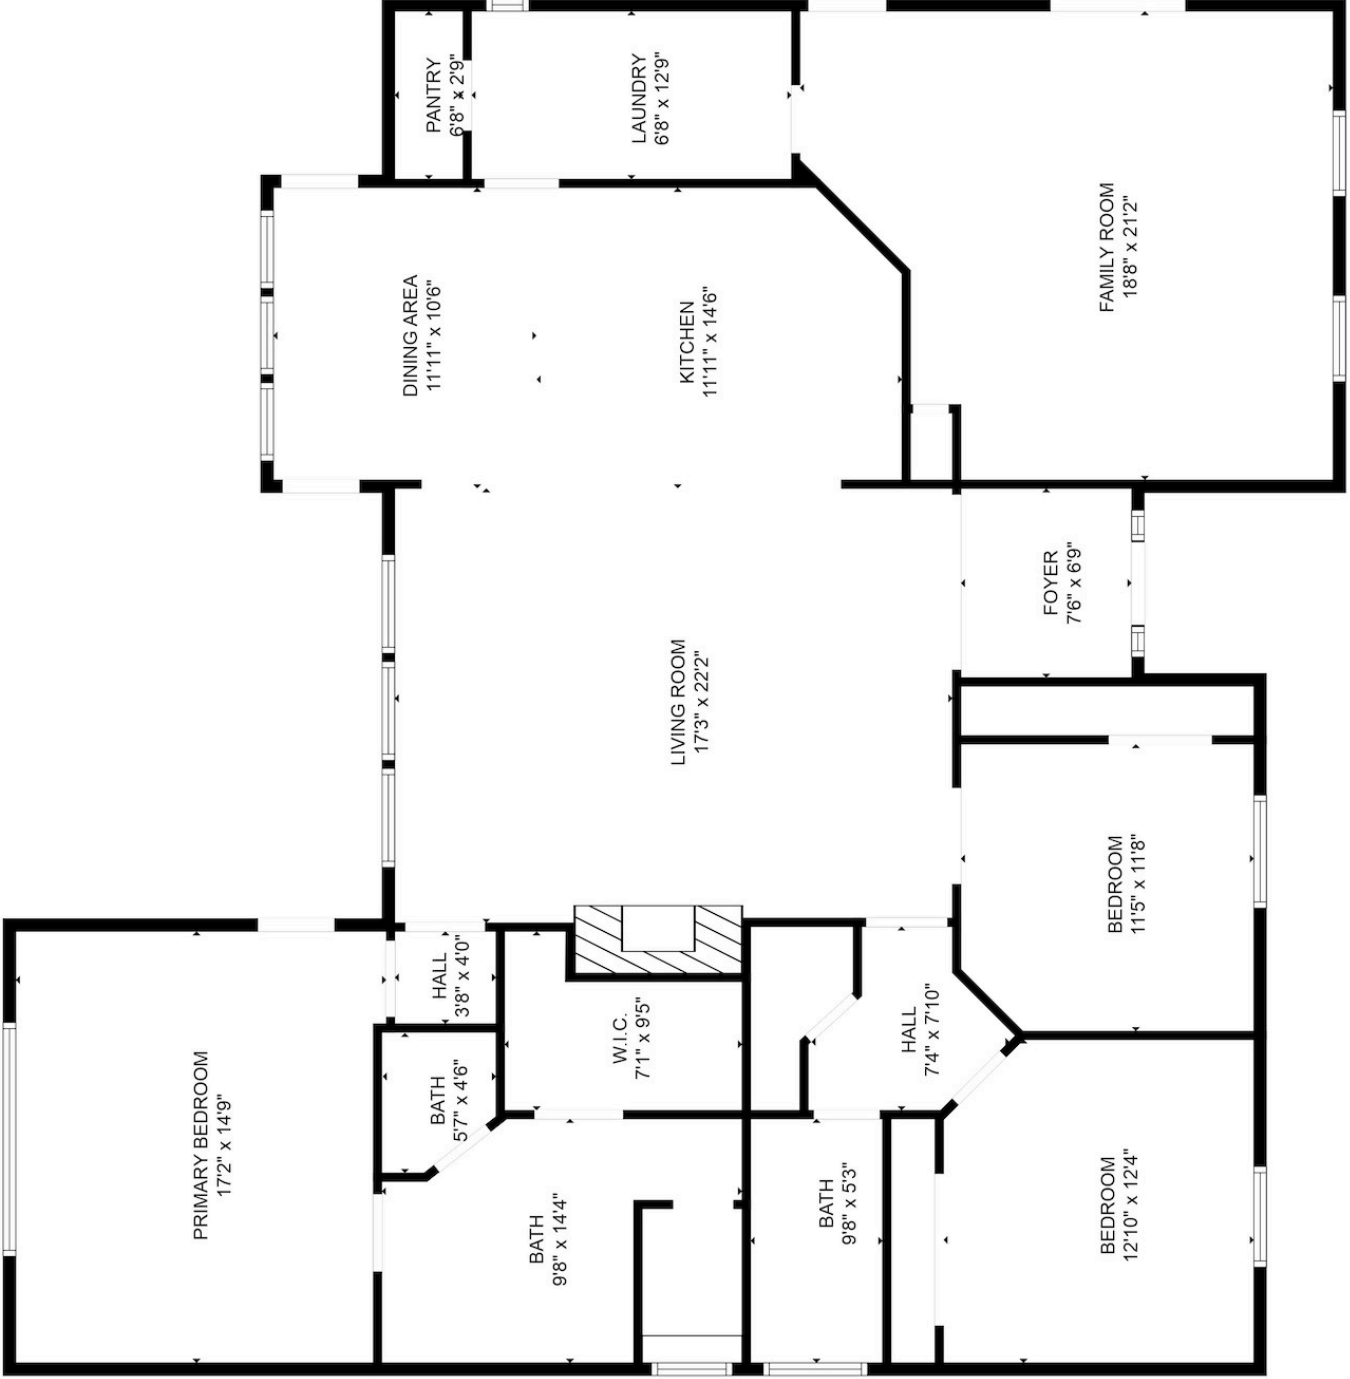 PANTRY
6'8" x 2'9"
LAUNDRY
6'8" x 12'9"
FAMILY ROOM
18'8" x 21'2"
DINING AREA
11'11" x 10'6"
KITCHEN
11'11" x 14'6"
FOYER
7'6" x 6'9"
LIVING ROOM
17'3" x 22'2"
BEDROOM
11'5" x 11'8"
HALL
3'8" x 4'0"
W.I.C.
7'1" x 9'5"
HALL
7'4" x 7'10"
BATH
5'7" x 4'6"
PRIMARY BEDROOM
17'2" x 14'9"
BATH
9'8" x 14'4"
BATH
9'8" x 5'3"
BEDROOM
12'10" x 12'4"